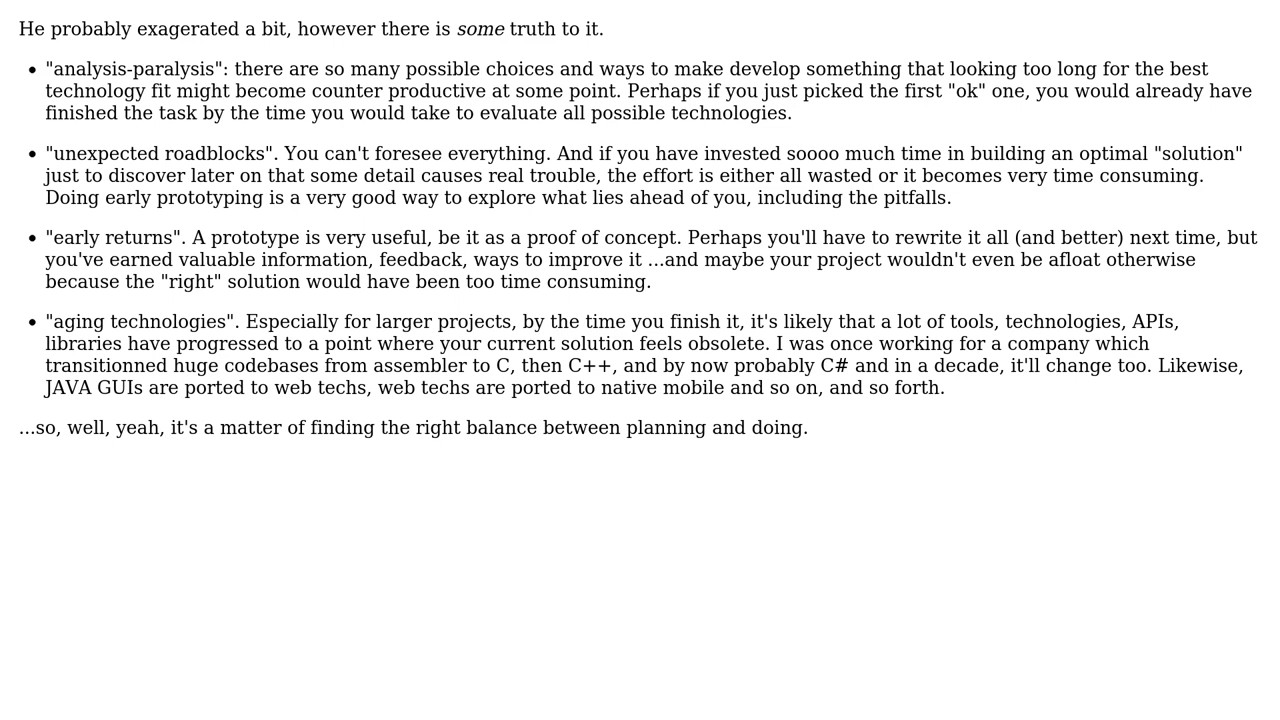 He probably exagerated a bit, however there is some truth to it.
• "analysis-paralysis": there are so many possible choices and ways to make develop something that looking too long for the best
technology fit might become counter productive at some point. Perhaps if you just picked the first "ok" one, you would already have
finished the task by the time you would take to evaluate all possible technologies.
• "unexpected roadblocks". You can't foresee everything. And if you have invested soooo much time in building an optimal "solution"
just to discover later on that some detail causes real trouble, the effort is either all wasted or it becomes very time consuming.
Doing early prototyping is a very good way to explore what lies ahead of you, including the pitfalls.
• "early returns". A prototype is very useful, be it as a proof of concept. Perhaps you'll have to rewrite it all (and better) next time, but
you've earned valuable information, feedback, ways to improve it ...and maybe your project wouldn't even be afloat otherwise
because the "right" solution would have been too time consuming.
• "aging technologies". Especially for larger projects, by the time you finish it, it's likely that a lot of tools, technologies, APIs,
libraries have progressed to a point where your current solution feels obsolete. I was once working for a company which
transitionned huge codebases from assembler to C, then C++, and by now probably C# and in a decade, it'll change too. Likewise,
JAVA GUIs are ported to web techs, web techs are ported to native mobile and so on, and so forth.
...so, well, yeah, it's a matter of finding the right balance between planning and doing.